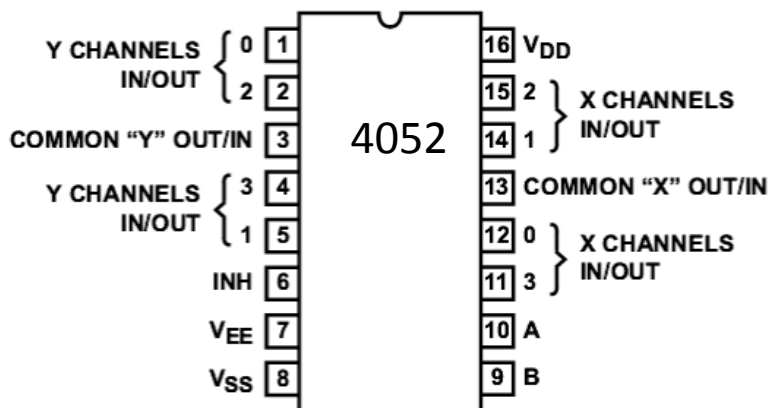 Y CHANNELS
IN/OUT
0 1
2 2
COMMON “Y” OUT/IN 3
Y CHANNELS
IN/OUT
3 4
1 5
INH 6
VEE 7
VSS 8
4052
16 VDD
15 2
14 1
X CHANNELS
IN/OUT
13 COMMON “X” OUT/IN
12 0
11 3
X CHANNELS
IN/OUT
10 A
9 B